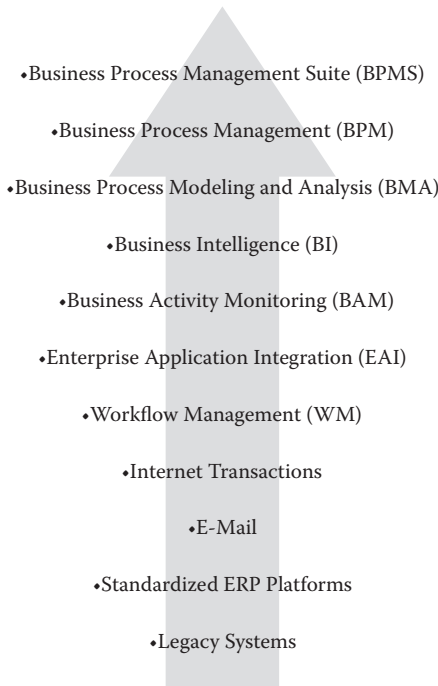 •Business Process Management Suite (BPMS)
•Business Process Management (BPM)
•Business Process Modeling and Analysis (BMA)
•Business Intelligence (BI)
•Business Activity Monitoring (BAM)
•Enterprise Application Integration (EAI)
•Workflow Management (WM)
•Internet Transactions
•E-Mail
•Standardized ERP Platforms
•Legacy Systems